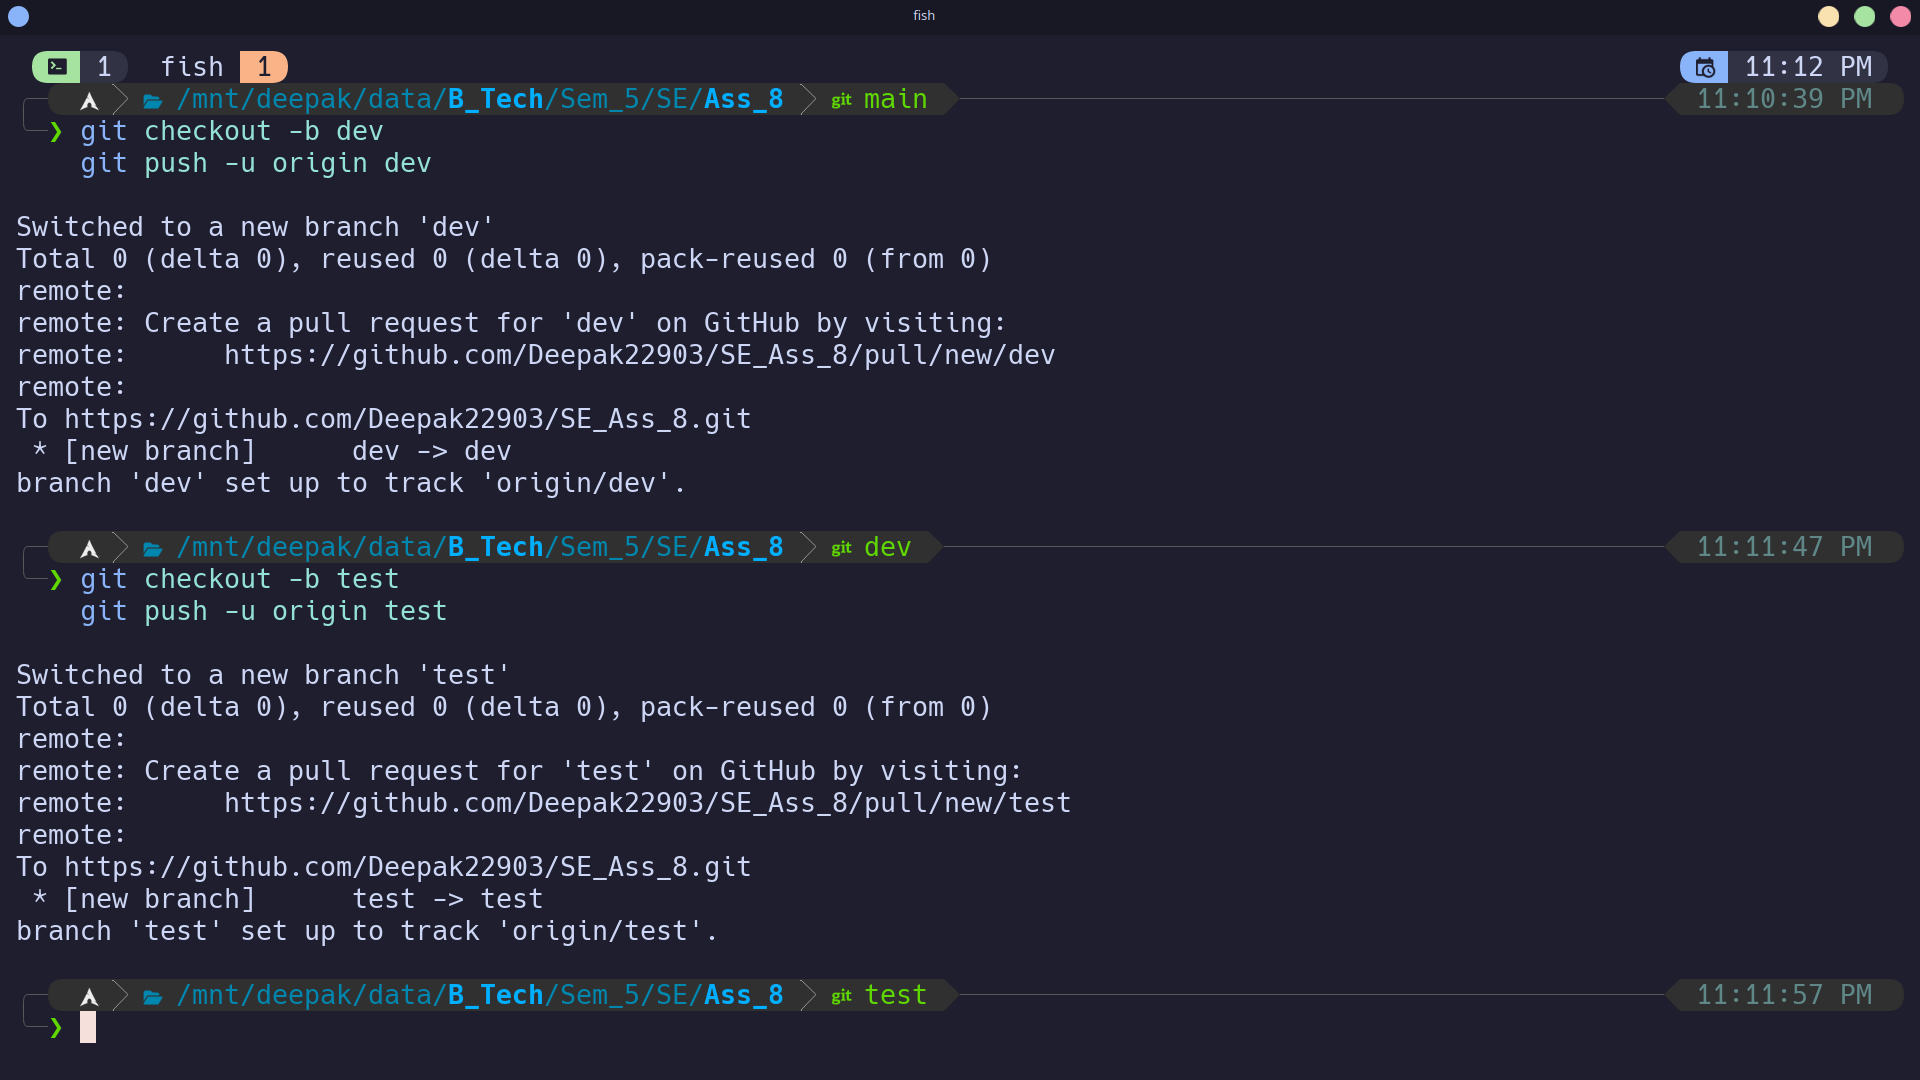 fish
1 fish 1 11:12 PM
/mnt/deepak/data/B_Tech/Sem_5/SE/Ass_8 git main 11:10:39 PM
❯ git checkout -b dev
git push -u origin dev
Switched to a new branch 'dev'
Total 0 (delta 0), reused 0 (delta 0), pack-reused 0 (from 0)
remote:
remote: Create a pull request for 'dev' on GitHub by visiting:
remote:      https://github.com/Deepak22903/SE_Ass_8/pull/new/dev
remote:
To https://github.com/Deepak22903/SE_Ass_8.git
 * [new branch]      dev -> dev
branch 'dev' set up to track 'origin/dev'.
/mnt/deepak/data/B_Tech/Sem_5/SE/Ass_8 git dev 11:11:47 PM
❯ git checkout -b test
git push -u origin test
Switched to a new branch 'test'
Total 0 (delta 0), reused 0 (delta 0), pack-reused 0 (from 0)
remote:
remote: Create a pull request for 'test' on GitHub by visiting:
remote:      https://github.com/Deepak22903/SE_Ass_8/pull/new/test
remote:
To https://github.com/Deepak22903/SE_Ass_8.git
 * [new branch]      test -> test
branch 'test' set up to track 'origin/test'.
/mnt/deepak/data/B_Tech/Sem_5/SE/Ass_8 git test 11:11:57 PM
❯